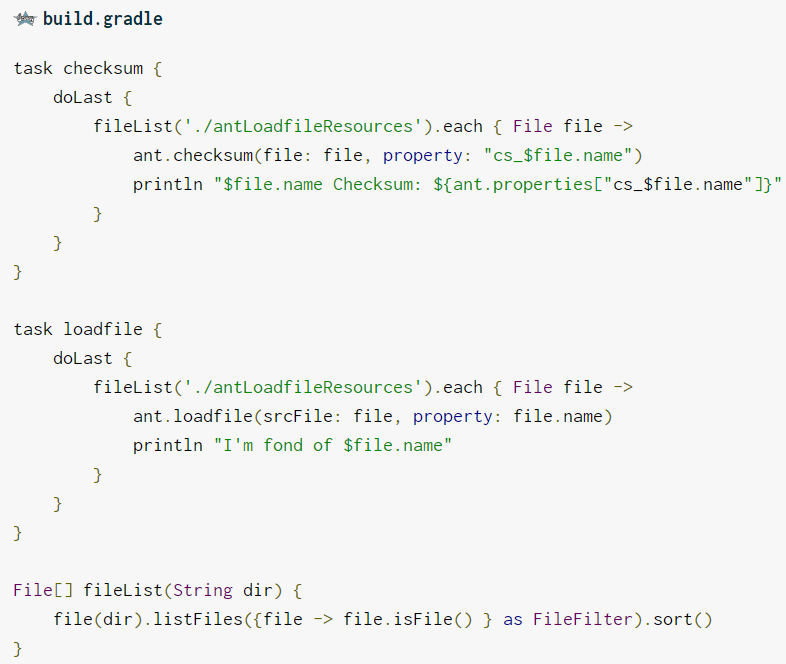 build.gradle
task checksum {
    doLast {
        fileList('./antLoadfileResources').each { File file ->
            ant.checksum(file: file, property: "cs_$file.name")
            println "$file.name Checksum: ${ant.properties["cs_$file.name"]}"
        }
    }
}
task loadfile {
    doLast {
        fileList('./antLoadfileResources').each { File file ->
            ant.loadfile(srcFile: file, property: file.name)
            println "I'm fond of $file.name"
        }
    }
}
File[] fileList(String dir) {
    file(dir).listFiles({file -> file.isFile() } as FileFilter).sort()
}